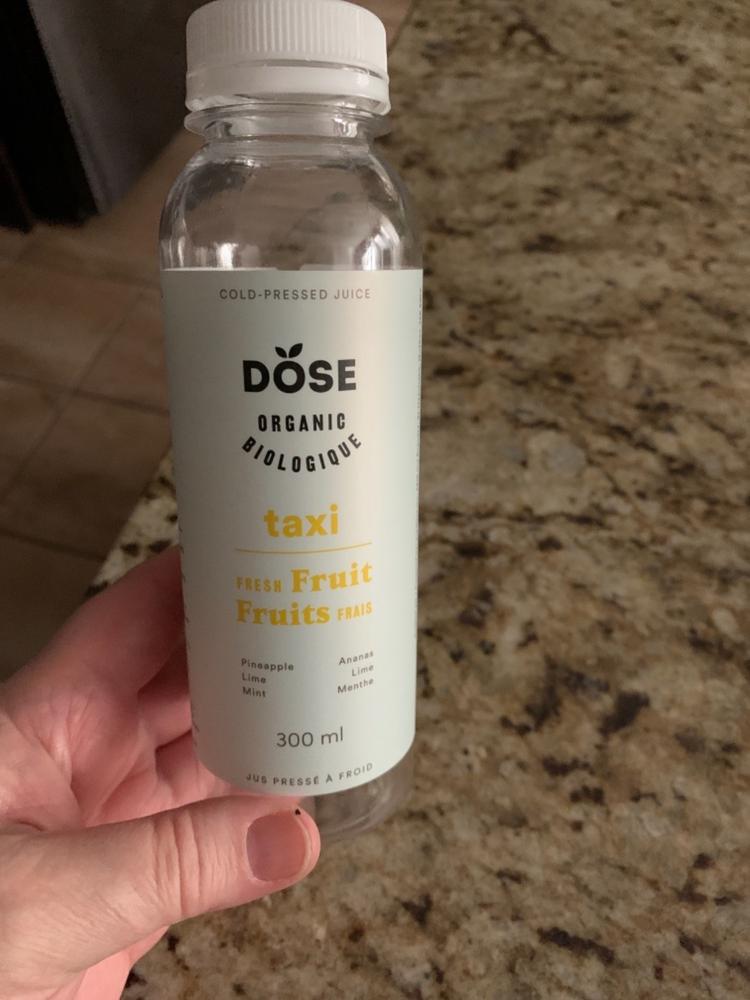 COLD-PRESSED JUICE
DOSE
ORGANIC
BIOLOGIQUE
taxi
FRESH Fruit
Fruits FRAIS
Pineapple Ananas
Lime Lime
Mint Menthe
300 ml
JUS PRESSÉ À FROID